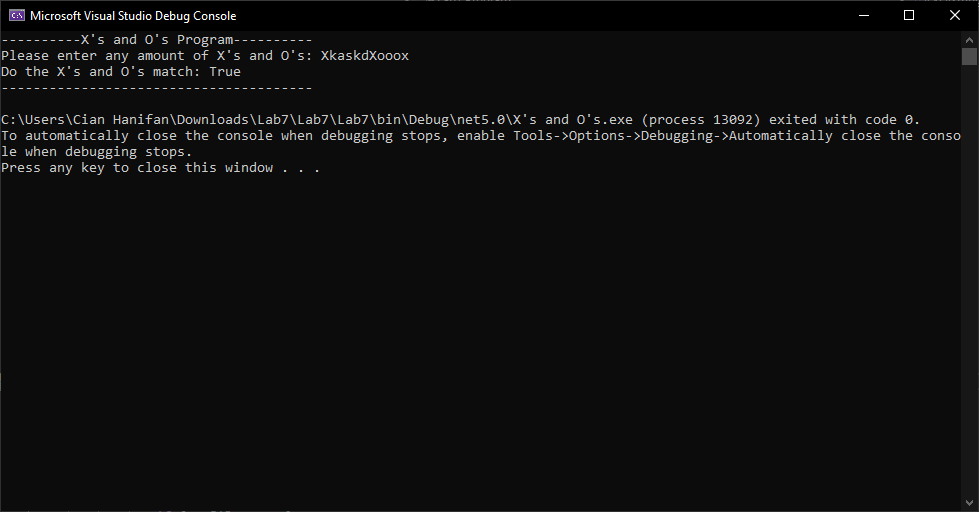 Microsoft Visual Studio Debug Console
----------X's and O's Program----------
Please enter any amount of X's and O's: XkaskdXooox
Do the X's and O's match: True
---------------------------------------
C:\Users\Cian Hanifan\Downloads\Lab7\Lab7\Lab7\bin\Debug\net5.0\X's and O's.exe (process 13092) exited with code 0.
To automatically close the console when debugging stops, enable Tools->Options->Debugging->Automatically close the conso
le when debugging stops.
Press any key to close this window . . .